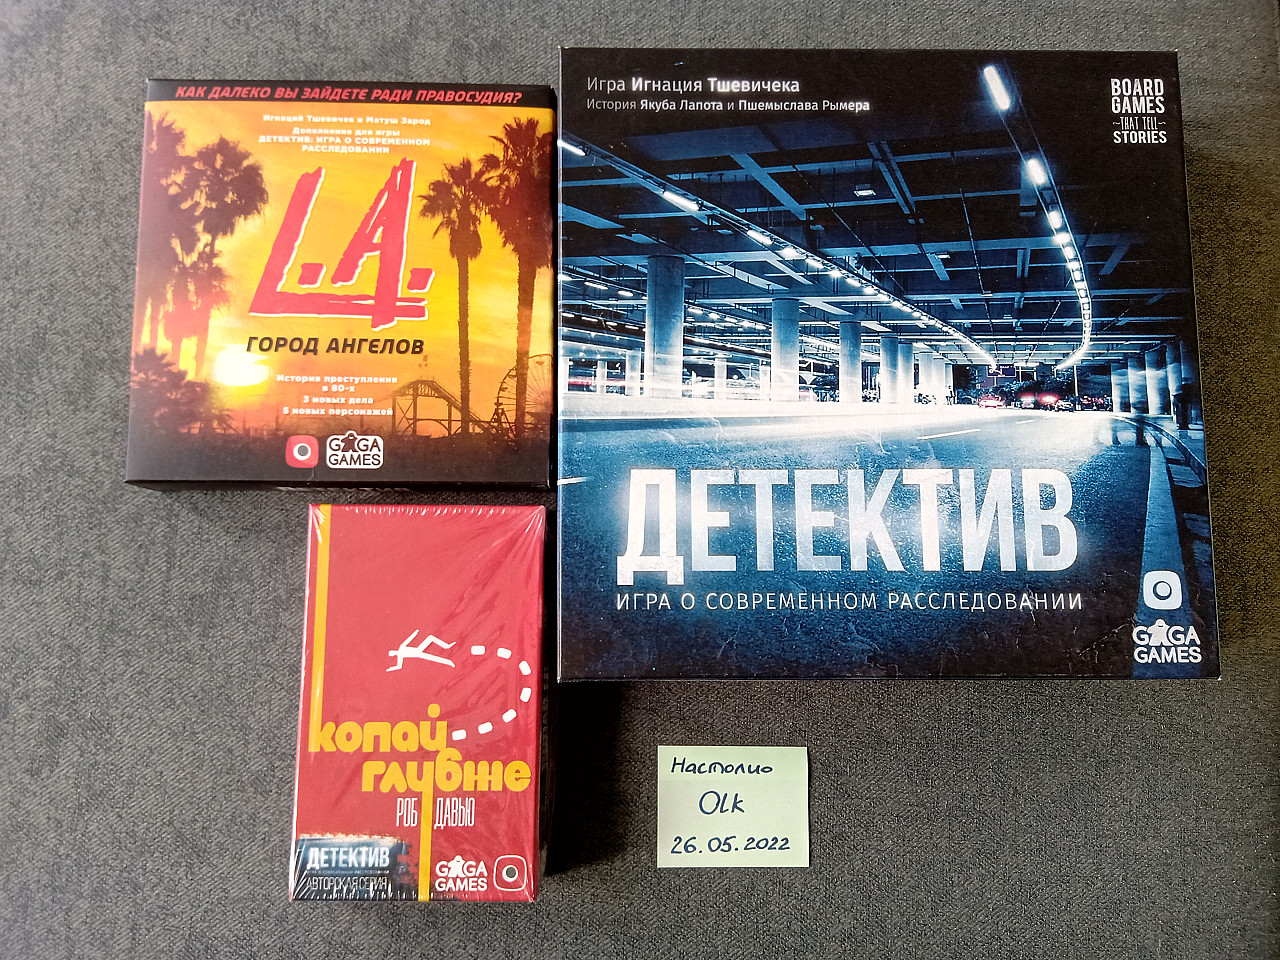 КАК ДАЛЕКО ВЫ ЗАЙДЕТЕ РАДИ ПРАВОСУДИЯ?
Игнаций Тшевичек и Матуш Зарод
Дополнение для игры
ДЕТЕКТИВ: ИГРА О СОВРЕМЕННОМ
РАССЛЕДОВАНИИ
L.A.
ГОРОД АНГЕЛОВ
История преступления
в 80-х
3 новых дела
5 новых персонажей
GAGA
GAMES
Игра Игнация Тшевичека
История Якуба Лапота и Пшемыслава Рымера
BOARD
GAMES
THAT TELL
STORIES
ДЕТЕКТИВ
ИГРА О СОВРЕМЕННОМ РАССЛЕДОВАНИИ
GAGA
GAMES
копай
глубже
РОБ ДАВЬЮ
ДЕТЕКТИВ
ИГРА О СОВРЕМЕННОМ РАССЛЕДОВАНИИ
АВТОРСКАЯ СЕРИЯ
GAGA
GAMES
Настолио
Olk
26.05.2022